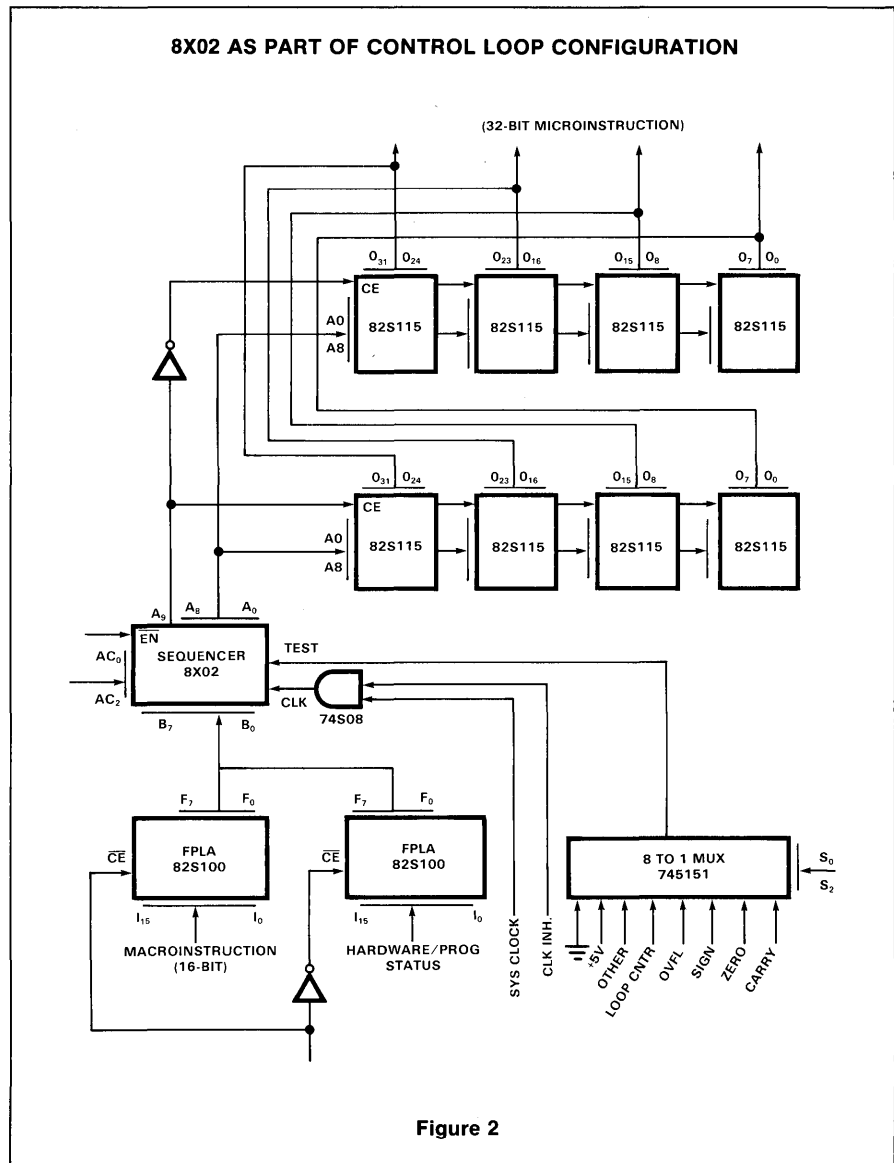 8X02 AS PART OF CONTROL LOOP CONFIGURATION
(32-BIT MICROINSTRUCTION)
O31 O24 O23 O16 O15 O8 O7 O0
CE
A0
A8
82S115 82S115 82S115 82S115
O31 O24 O23 O16 O15 O8 O7 O0
CE
A0
A8
82S115 82S115 82S115 82S115
A9 A8 A0
EN
AC0
AC2
SEQUENCER
8X02
TEST
CLK
74S08
B7 B0
F7 F0 F7 F0
CE
FPLA
82S100
CE
FPLA
82S100
I15 I0 I15 I0
MACROINSTRUCTION
(16-BIT)
HARDWARE/PROG
STATUS
SYS CLOCK
CLK INH.
8 TO 1 MUX
745151
S0
S2
+5V
OTHER
LOOP CNTR
OVFL
SIGN
ZERO
CARRY
Figure 2